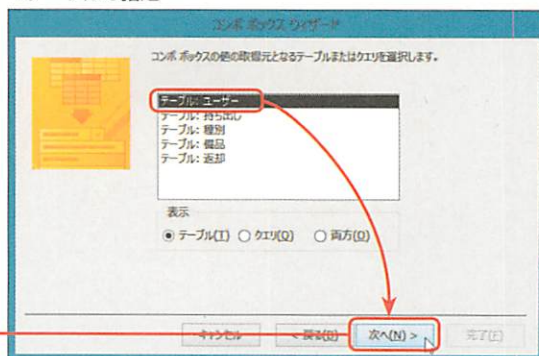 コンボ ボックス ウィザード
コンボ ボックスの値の取得元となるテーブルまたはクエリを選択します。
テーブル: ユーザー
テーブル: 持ち出し
テーブル: 種別
テーブル: 備品
テーブル: 返却
表示
テーブル(T) クエリ(Q) 両方(O)
キャンセル < 戻る(B) 次へ(N) > 完了(F)